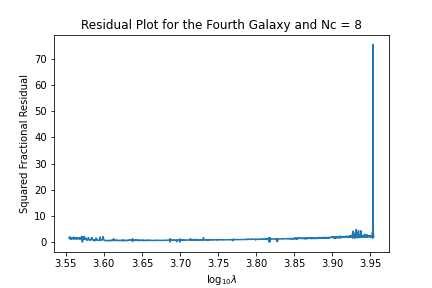 Residual Plot for the Fourth Galaxy and Nc = 8
Squared Fractional Residual
70
60
50
40
30
20
10
0
3.55 3.60 3.65 3.70 3.75 3.80 3.85 3.90 3.95
log₁₀λ